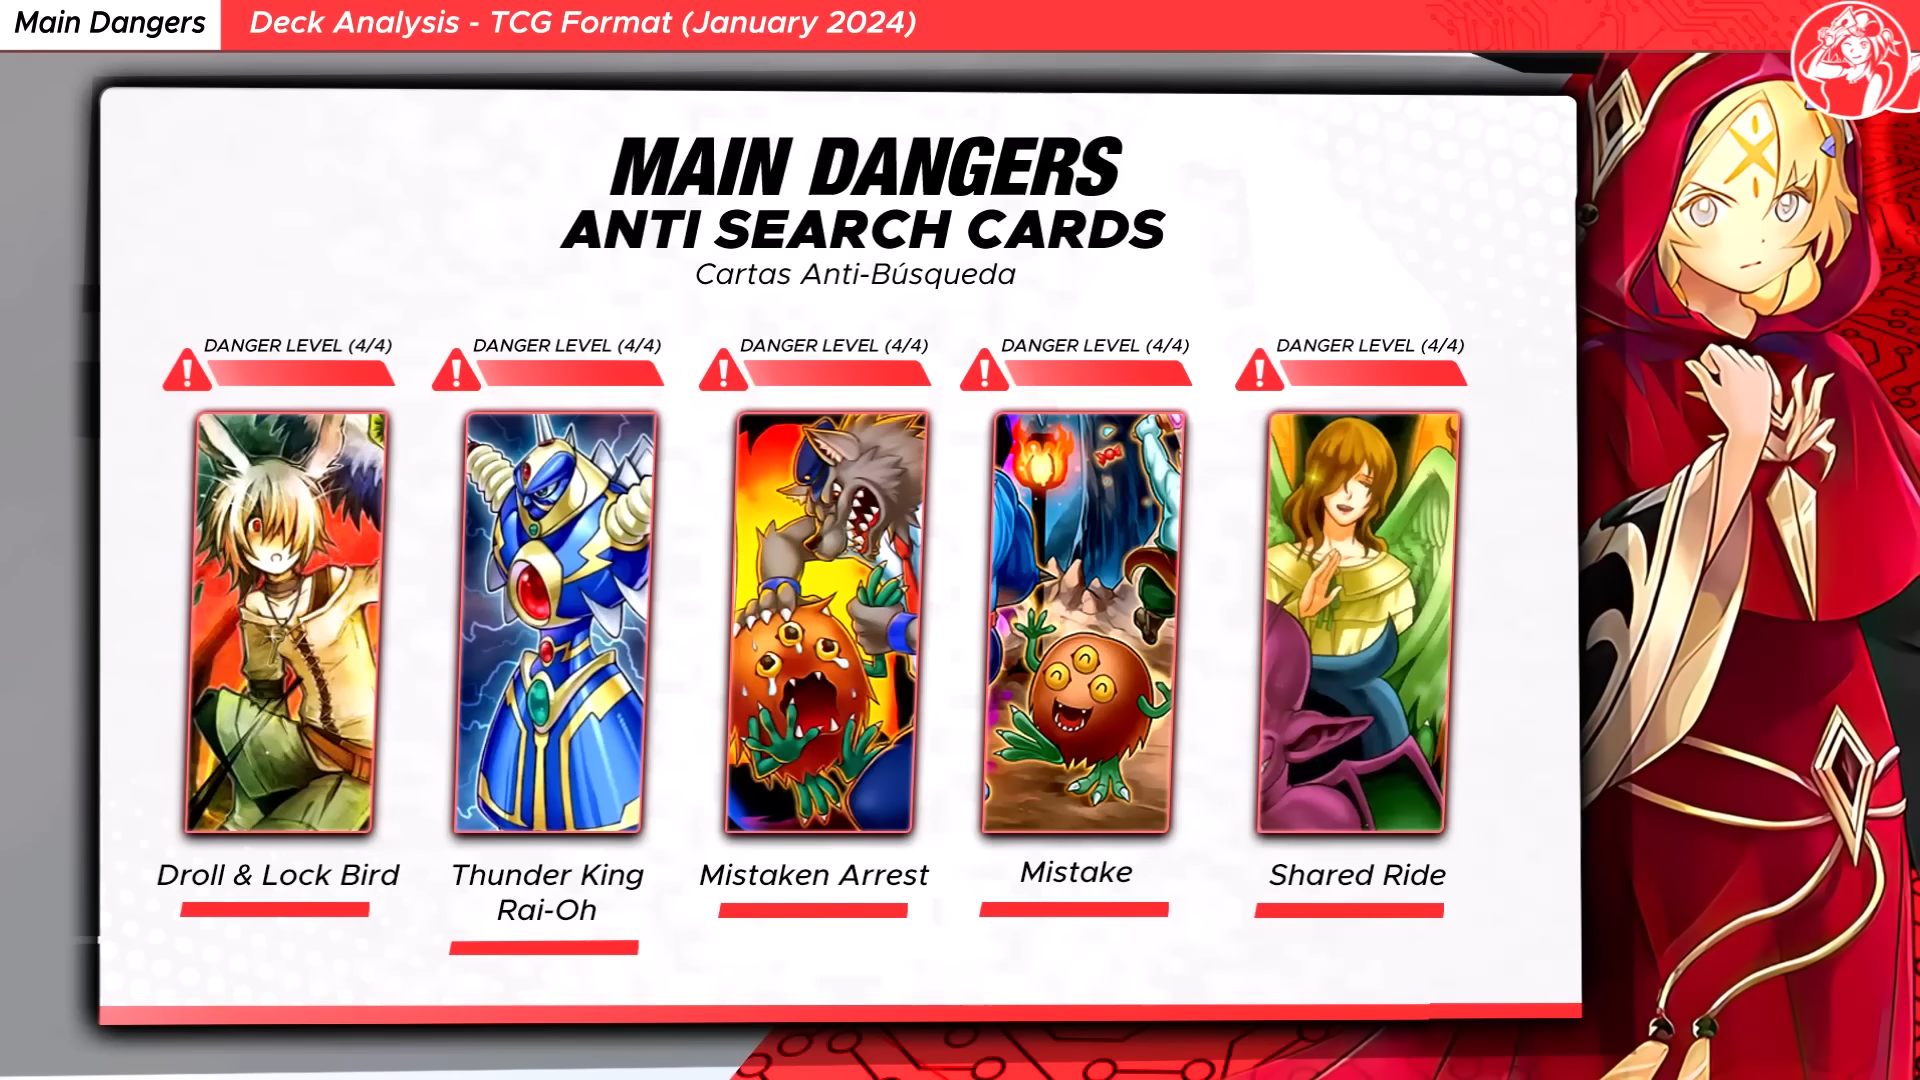 Main Dangers
Deck Analysis - TCG Format (January 2024)
MAIN DANGERS
ANTI SEARCH CARDS
Cartas Anti-Búsqueda
DANGER LEVEL (4/4)
DANGER LEVEL (4/4)
DANGER LEVEL (4/4)
DANGER LEVEL (4/4)
DANGER LEVEL (4/4)
Droll & Lock Bird
Thunder King
Rai-Oh
Mistaken Arrest
Mistake
Shared Ride